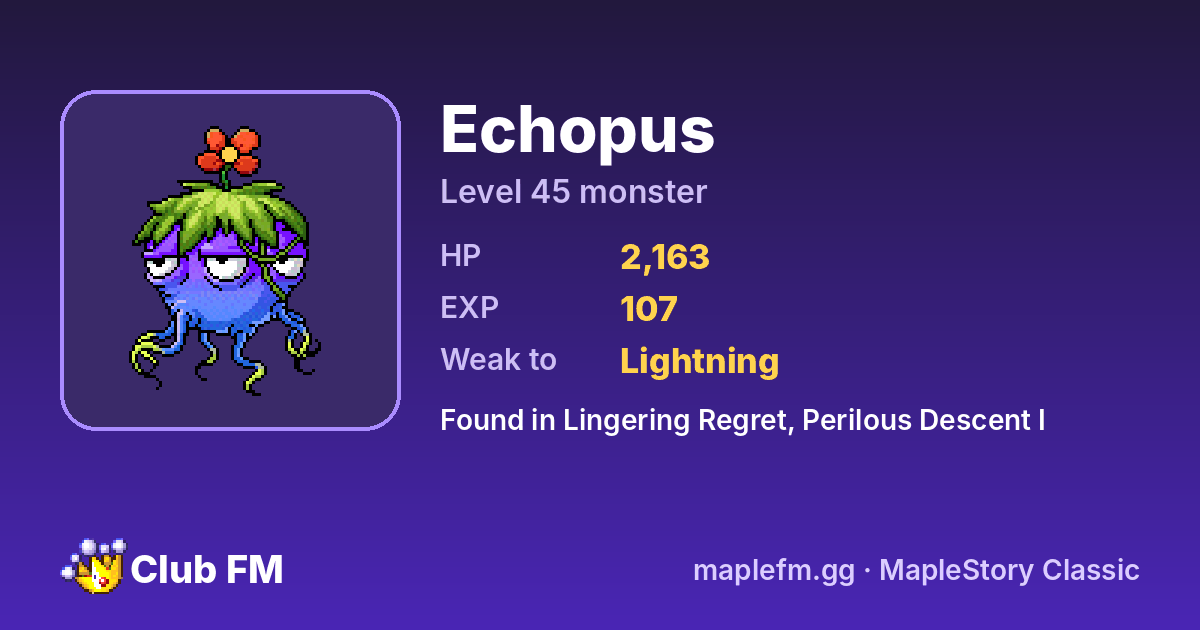 Echopus
Level 45 monster
HP 2,163
EXP 107
Weak to Lightning
Found in Lingering Regret, Perilous Descent I
Club FM
maplefm.gg · MapleStory Classic